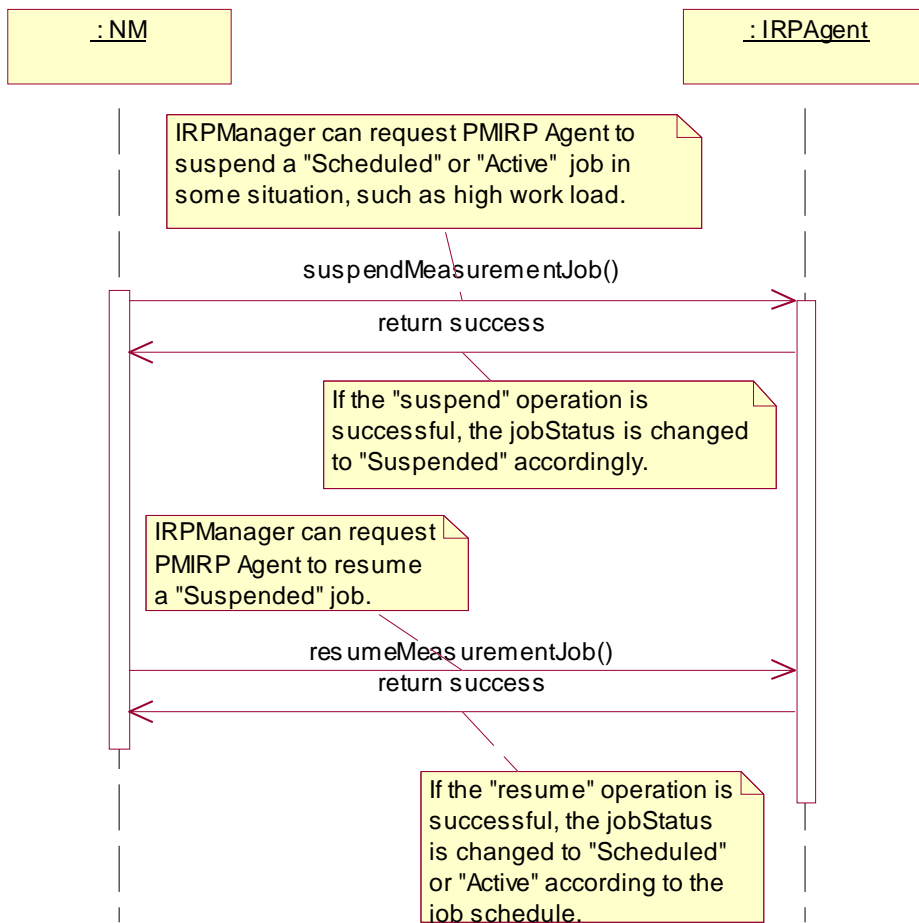 : NM
: IRPAgent
IRPManager can request PMIRP Agent to
suspend a "Scheduled" or "Active" job in
some situation, such as high work load.
suspendMeasurementJob()
return success
If the "suspend" operation is
successful, the jobStatus is changed
to "Suspended" accordingly.
IRPManager can request
PMIRP Agent to resume
a "Suspended" job.
resumeMeasurementJob()
return success
If the "resume" operation is
successful, the jobStatus
is changed to "Scheduled"
or "Active" according to the
job schedule.